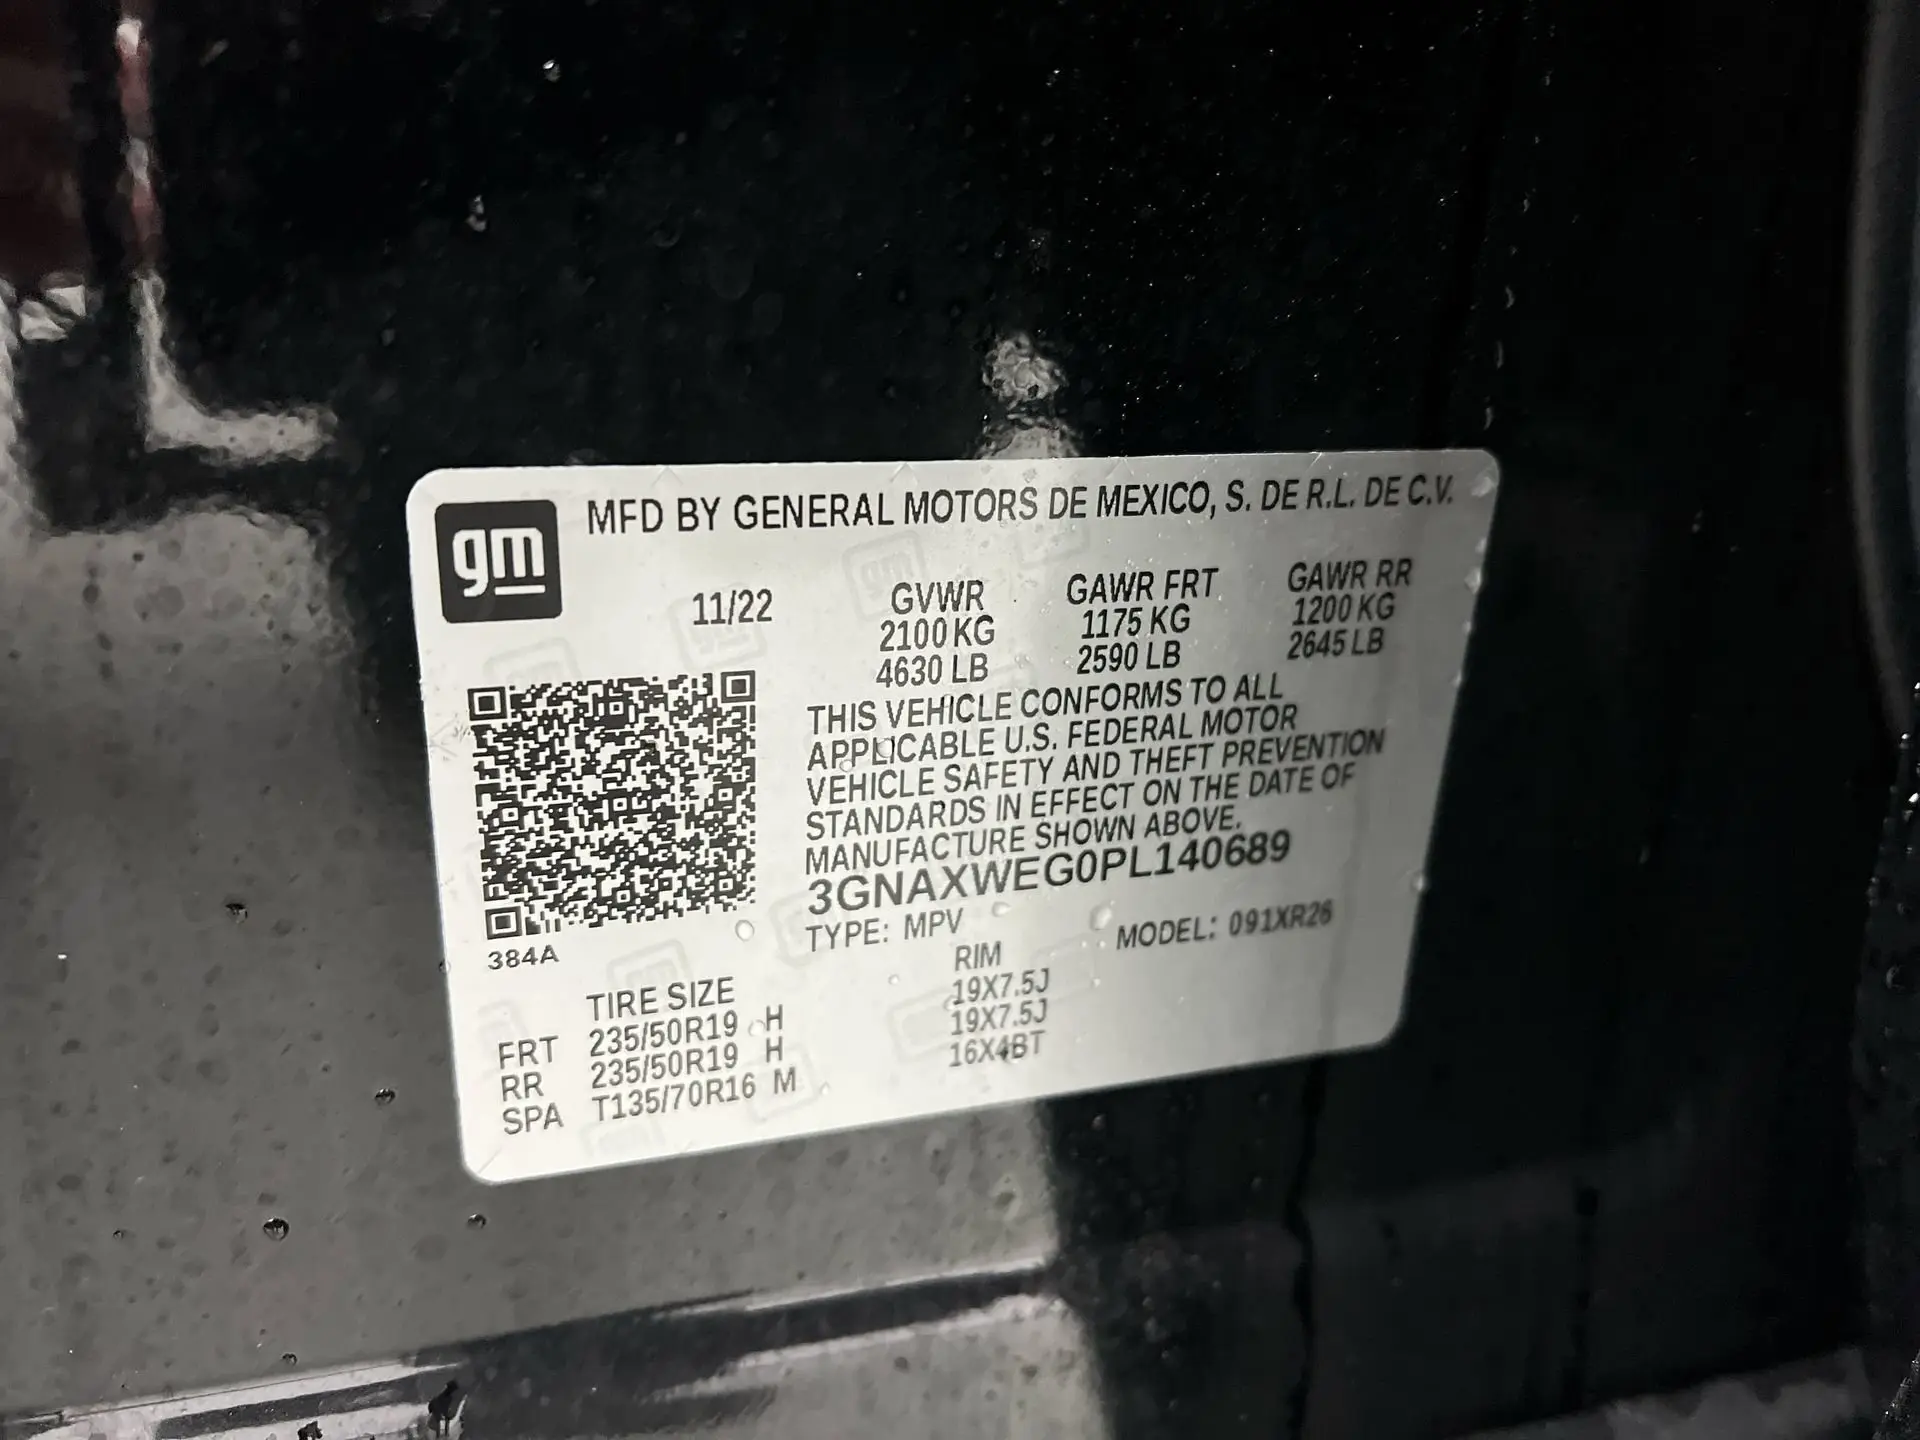 gm
MFD BY GENERAL MOTORS DE MEXICO, S. DE R.L. DE C.V.
11/22 GVWR GAWR FRT GAWR RR
2100 KG 1175 KG 1200 KG
4630 LB 2590 LB 2645 LB
THIS VEHICLE CONFORMS TO ALL
APPLICABLE U.S. FEDERAL MOTOR
VEHICLE SAFETY AND THEFT PREVENTION
STANDARDS IN EFFECT ON THE DATE OF
MANUFACTURE SHOWN ABOVE.
3GNAXWEG0PL140689
TYPE: MPV MODEL: 091XR26
384A
TIRE SIZE RIM
FRT 235/50R19 H 19X7.5J
RR 235/50R19 H 19X7.5J
SPA T135/70R16 M 16X4BT